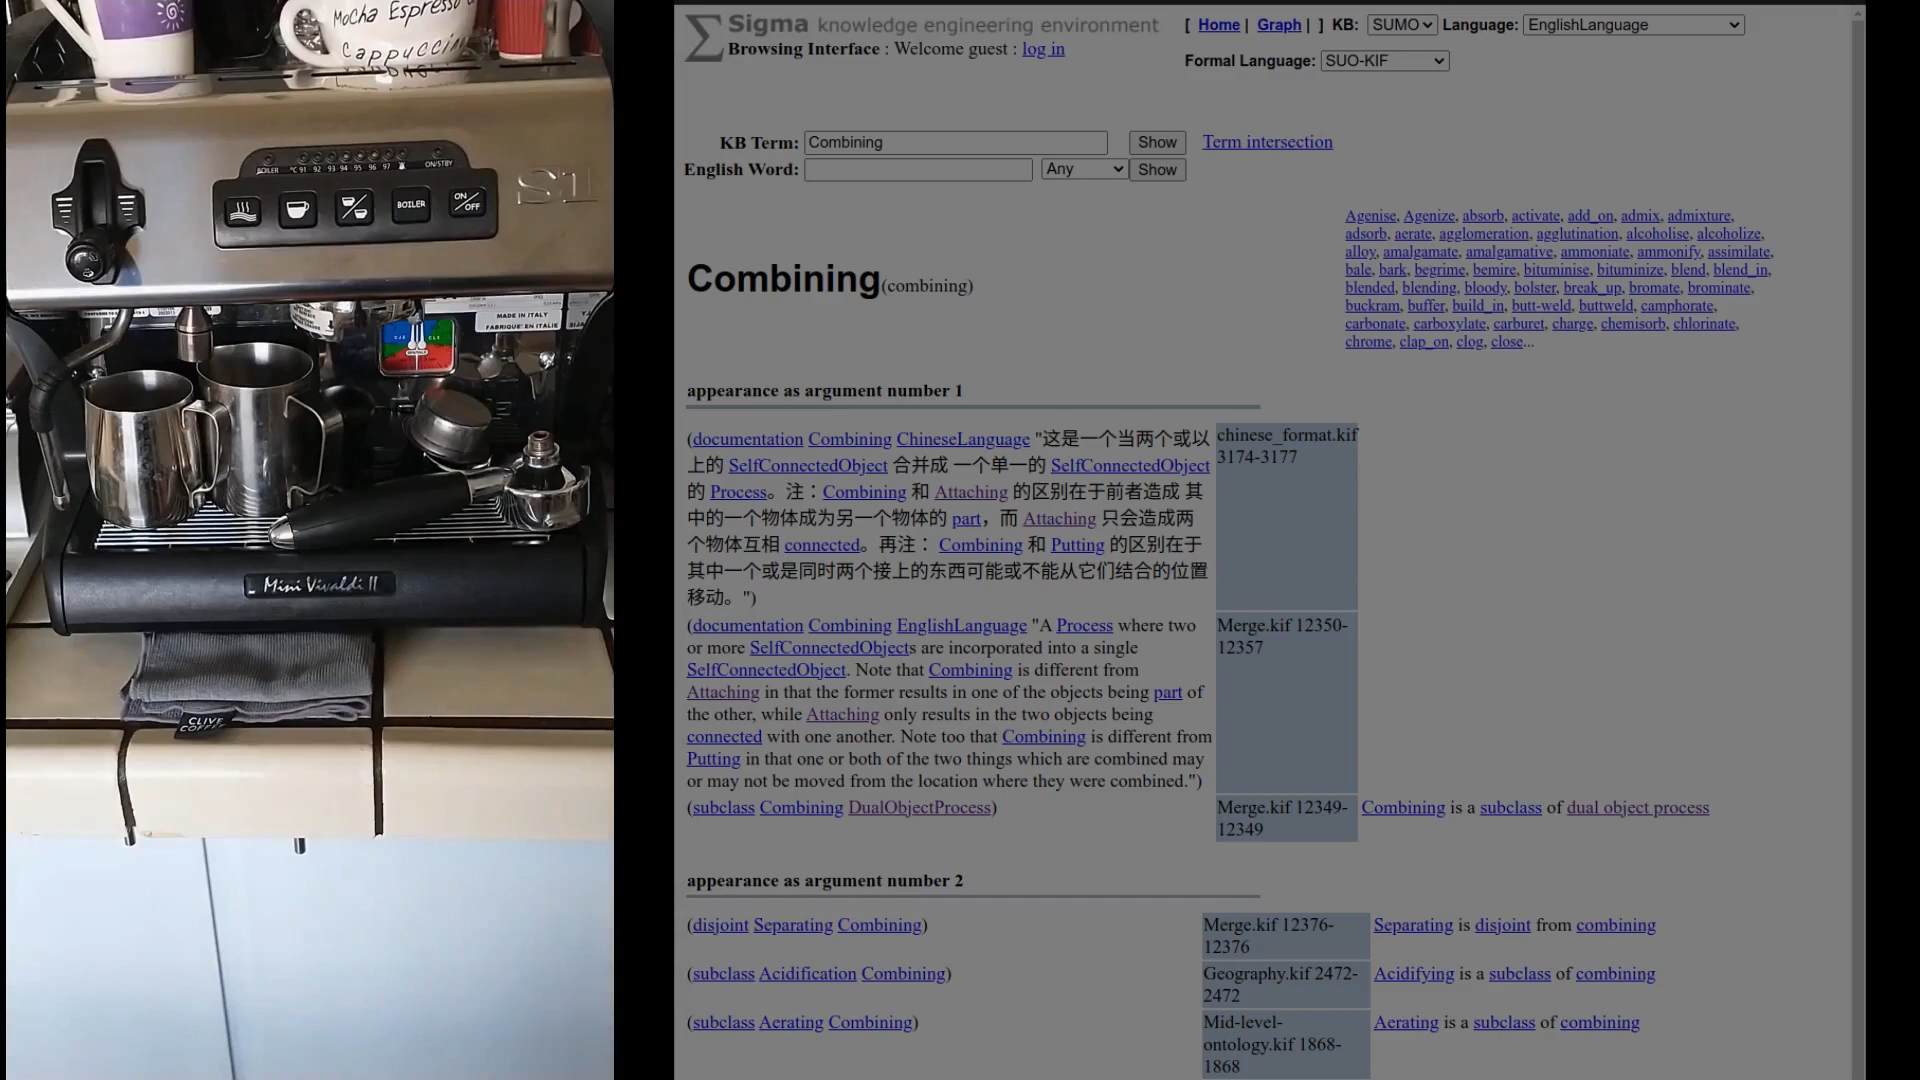 Mocha Espresso
Cappuccin
BOILER °C 91 92 93 94 95 96 97 ON/STBY
BOILER
ON/OFF
S1
MADE IN ITALY
FABRIQUE' EN ITALIE
Mini Vivaldi II
CLIVE
COFFEE
Sigma knowledge engineering environment
Browsing Interface : Welcome guest : log in
[ Home | Graph | ] KB: SUMO Language: EnglishLanguage
Formal Language: SUO-KIF
KB Term: Combining Show Term intersection
English Word: Any Show
Agenise, Agenize, absorb, activate, add_on, admix, admixture,
adsorb, aerate, agglomeration, agglutination, alcoholise, alcoholize,
alloy, amalgamate, amalgamative, ammoniate, ammonify, assimilate,
bale, bark, begrime, bemire, bituminise, bituminize, blend, blend_in,
blended, blending, bloody, bolster, break_up, bromate, brominate,
buckram, buffer, build_in, butt-weld, buttweld, camphorate,
carbonate, carboxylate, carburet, charge, chemisorb, chlorinate,
chrome, clap_on, clog, close...
Combining(combining)
appearance as argument number 1
(documentation Combining ChineseLanguage "这是一个当两个或以
上的 SelfConnectedObject 合并成 一个单一的 SelfConnectedObject
的 Process。注：Combining 和 Attaching 的区别在于前者造成 其
中的一个物体成为另一个物体的 part，而 Attaching 只会造成两
个物体互相 connected。再注： Combining 和 Putting 的区别在于
其中一个或是同时两个接上的东西可能或不能从它们结合的位置
移动。")
chinese_format.kif
3174-3177
(documentation Combining EnglishLanguage "A Process where two
or more SelfConnectedObjects are incorporated into a single
SelfConnectedObject. Note that Combining is different from
Attaching in that the former results in one of the objects being part of
the other, while Attaching only results in the two objects being
connected with one another. Note too that Combining is different from
Putting in that one or both of the two things which are combined may
or may not be moved from the location where they were combined.")
Merge.kif 12350-
12357
(subclass Combining DualObjectProcess)
Merge.kif 12349-
12349
Combining is a subclass of dual object process
appearance as argument number 2
(disjoint Separating Combining)
Merge.kif 12376-
12376
Separating is disjoint from combining
(subclass Acidification Combining)
Geography.kif 2472-
2472
Acidifying is a subclass of combining
(subclass Aerating Combining)
Mid-level-
ontology.kif 1868-
1868
Aerating is a subclass of combining